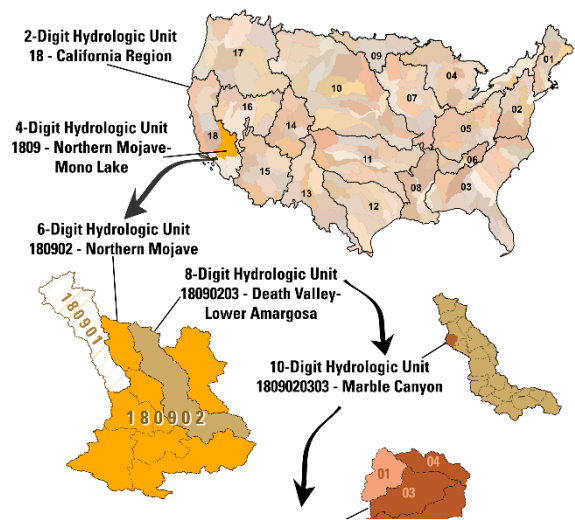 2-Digit Hydrologic Unit
18 - California Region
4-Digit Hydrologic Unit
1809 - Northern Mojave-
Mono Lake
17
09
01
04
10
07
02
16
18
14
05
06
11
15
13
08
03
12
6-Digit Hydrologic Unit
180902 - Northern Mojave
8-Digit Hydrologic Unit
18090203 - Death Valley-
Lower Amargosa
180901
180902
10-Digit Hydrologic Unit
1809020303 - Marble Canyon
04
01
03